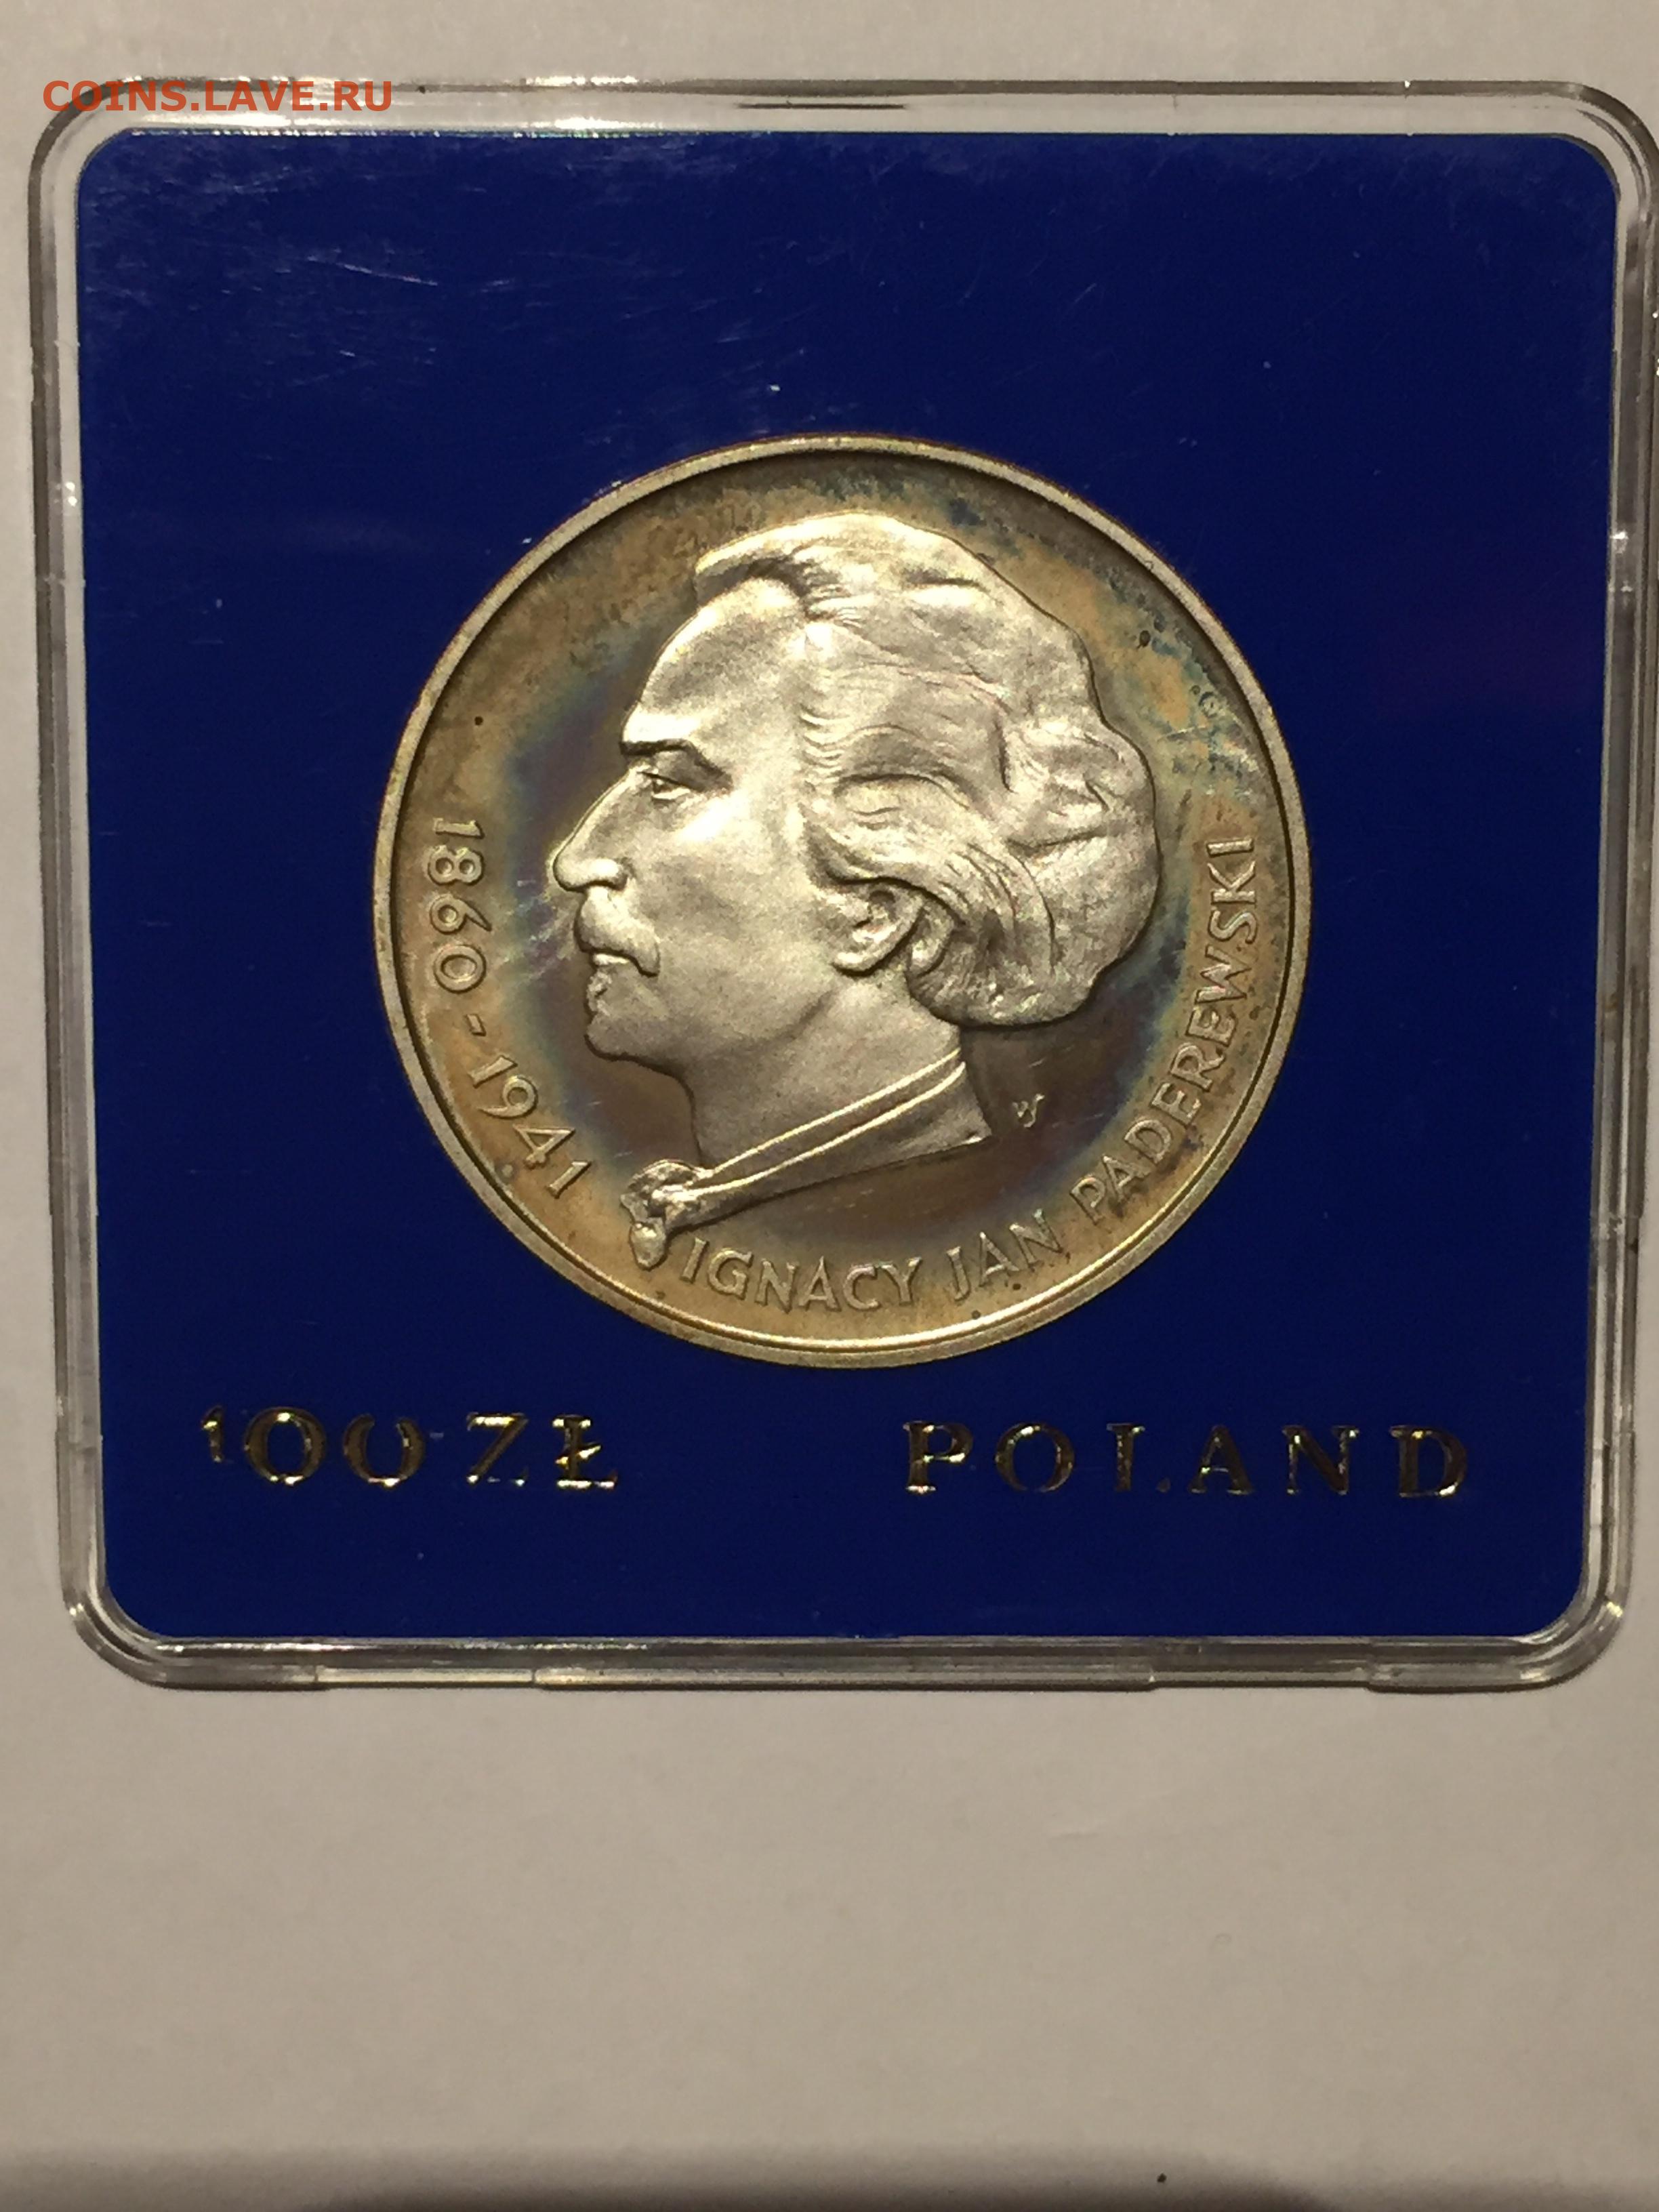 COINS.LAVE.RU
1860-1941
IGNACY JAN PADEREWSKI
100 ZŁ POLAND